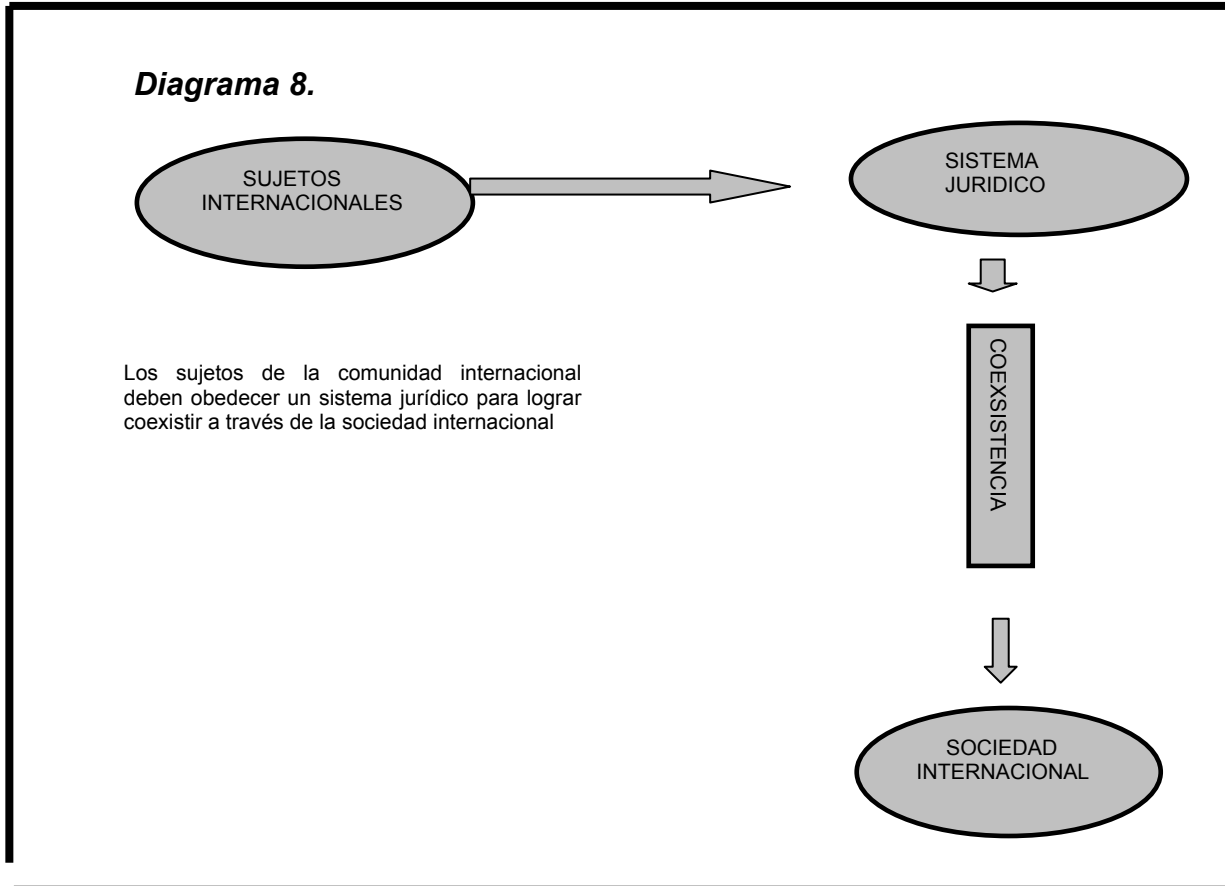 Diagrama 8.
SUJETOS
INTERNACIONALES
SISTEMA
JURIDICO
Los sujetos de la comunidad internacional
deben obedecer un sistema jurídico para lograr
coexistir a través de la sociedad internacional
COEXSISTENCIA
SOCIEDAD
INTERNACIONAL